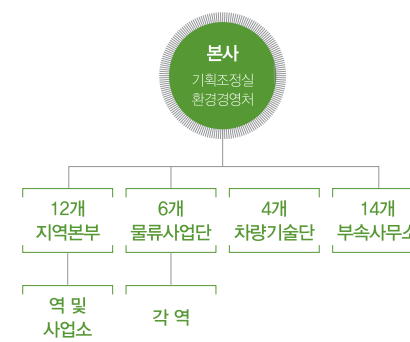 본사
기획조정실
환경경영처
12개
지역본부
6개
물류사업단
4개
차량기술단
14개
부속사무소
역 및
사업소
각 역